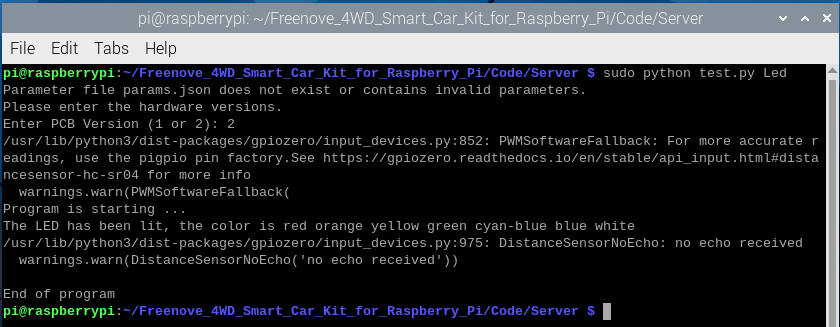 pi@raspberrypi: ~/Freenove_4WD_Smart_Car_Kit_for_Raspberry_Pi/Code/Server
File Edit Tabs Help
pi@raspberrypi:~/Freenove_4WD_Smart_Car_Kit_for_Raspberry_Pi/Code/Server $ sudo python test.py Led
Parameter file params.json does not exist or contains invalid parameters.
Please enter the hardware versions.
Enter PCB Version (1 or 2): 2
/usr/lib/python3/dist-packages/gpiozero/input_devices.py:852: PWMSoftwareFallback: For more accurate r
eadings, use the pigpio pin factory.See https://gpiozero.readthedocs.io/en/stable/api_input.html#dista
ncesensor-hc-sr04 for more info
  warnings.warn(PWMSoftwareFallback(
Program is starting ...
The LED has been lit, the color is red orange yellow green cyan-blue blue white
/usr/lib/python3/dist-packages/gpiozero/input_devices.py:975: DistanceSensorNoEcho: no echo received
  warnings.warn(DistanceSensorNoEcho('no echo received'))
End of program
pi@raspberrypi:~/Freenove_4WD_Smart_Car_Kit_for_Raspberry_Pi/Code/Server $